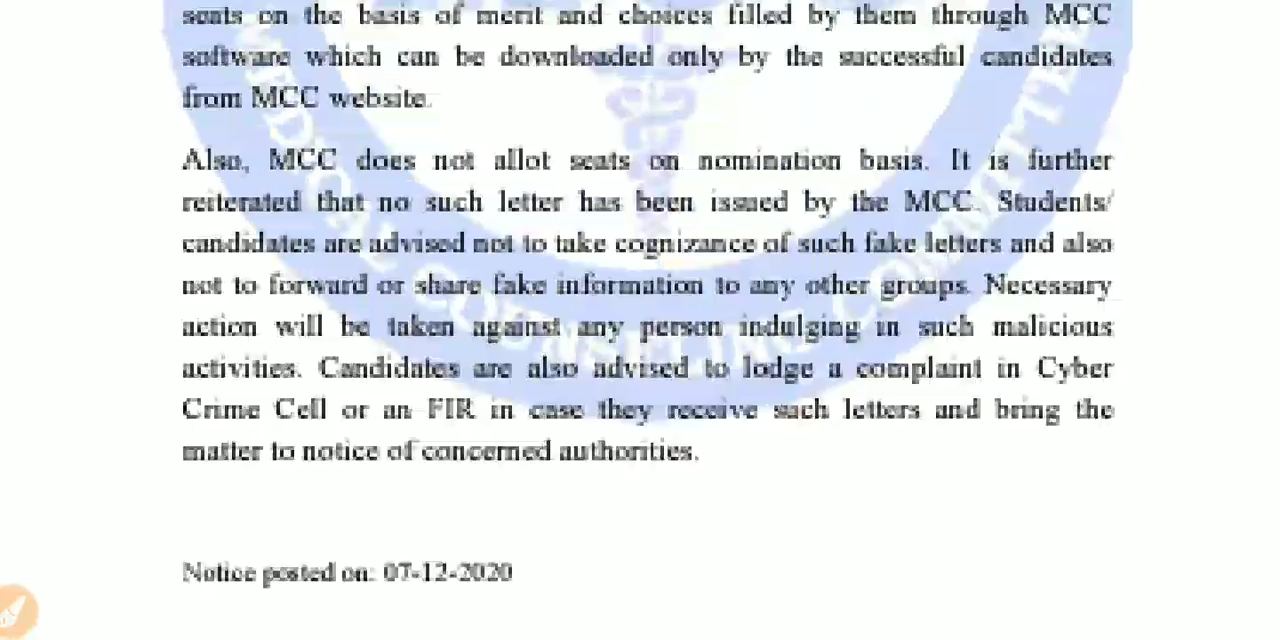 seats on the basis of merit and choices filled by them through MCC
software which can be downloaded only by the successful candidates
from MCC website.
Also, MCC does not allot seats on nomination basis. It is further
reiterated that no such letter has been issued by the MCC. Students/
candidates are advised not to take cognizance of such fake letters and also
not to forward or share fake information to any other groups. Necessary
action will be taken against any person indulging in such malicious
activities. Candidates are also advised to lodge a complaint in Cyber
Crime Cell or an FIR in case they receive such letters and bring the
matter to notice of concerned authorities.
Notice posted on: 07-12-2020
MEDICAL COUNSELING COMMITTEE